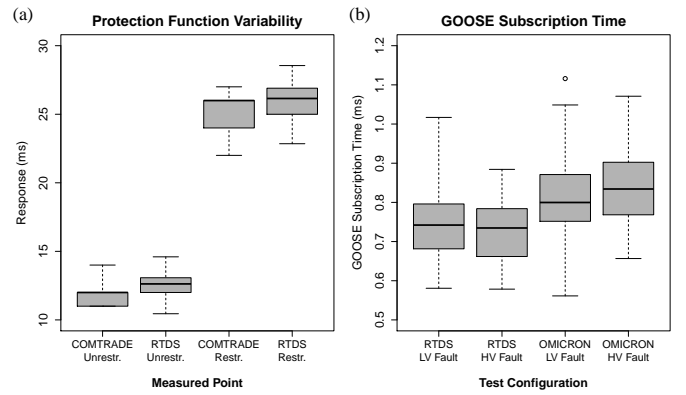 (a)
Protection Function Variability
30
25
20
15
10
Response (ms)
COMTRADE
Unrestr.
RTDS
Unrestr.
COMTRADE
Restr.
RTDS
Restr.
Measured Point
(b)
GOOSE Subscription Time
1.2
1.1
1.0
0.9
0.8
0.7
0.6
0.5
GOOSE Subscription Time (ms)
RTDS
LV Fault
RTDS
HV Fault
OMICRON
LV Fault
OMICRON
HV Fault
Test Configuration